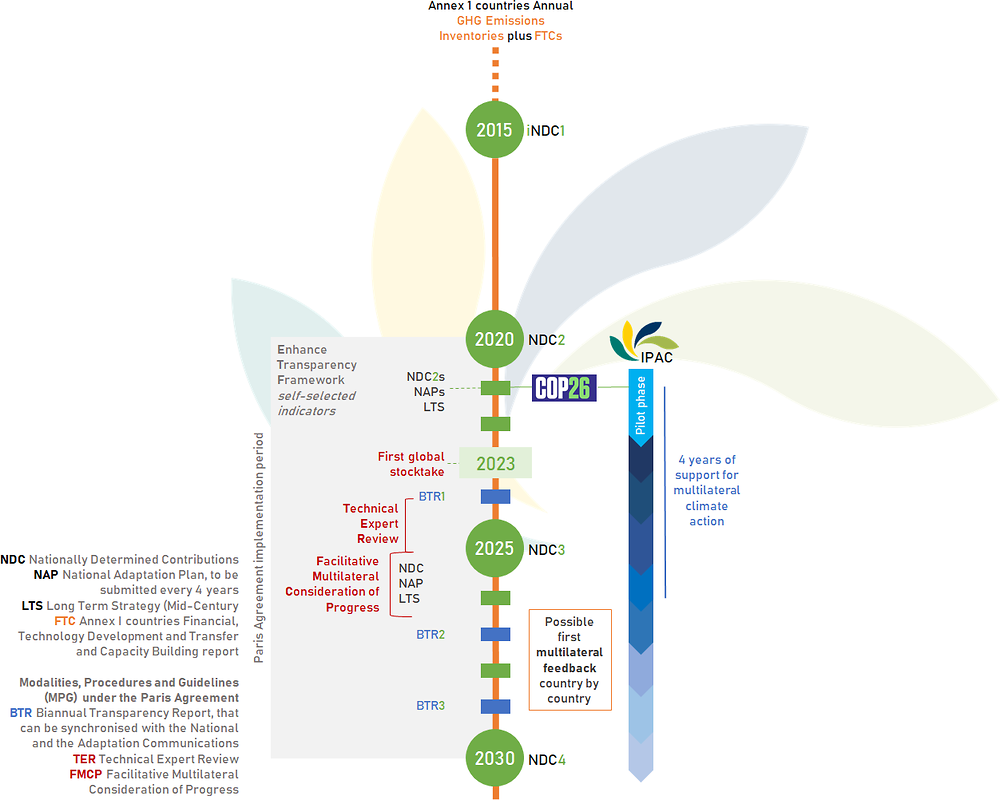 Annex 1 countries Annual
GHG Emissions
Inventories plus FTCs
2015
iNDC1
2020
NDC2
IPAC
Enhance
Transparency
Framework
self-selected
indicators
NDC2s
NAPs
LTS
COP26
Pilot phase
First global
stocktake
2023
4 years of
support for
multilateral
climate
action
Paris Agreement implementation period
BTR1
Technical
Expert
Review
2025
NDC3
Facilitative
Multilateral
Consideration of
Progress
NDC
NAP
LTS
BTR2
Possible
first
multilateral
feedback
country by
country
BTR3
2030
NDC4
NDC Nationally Determined Contributions
NAP National Adaptation Plan, to be
submitted every 4 years
LTS Long Term Strategy (Mid-Century
FTC Annex I countries Financial,
Technology Development and Transfer
and Capacity Building report
Modalities, Procedures and Guidelines
(MPG) under the Paris Agreement
BTR Biannual Transparency Report, that
can be synchronised with the National
and the Adaptation Communications
TER Technical Expert Review
FMCP Facilitative Multilateral
Consideration of Progress